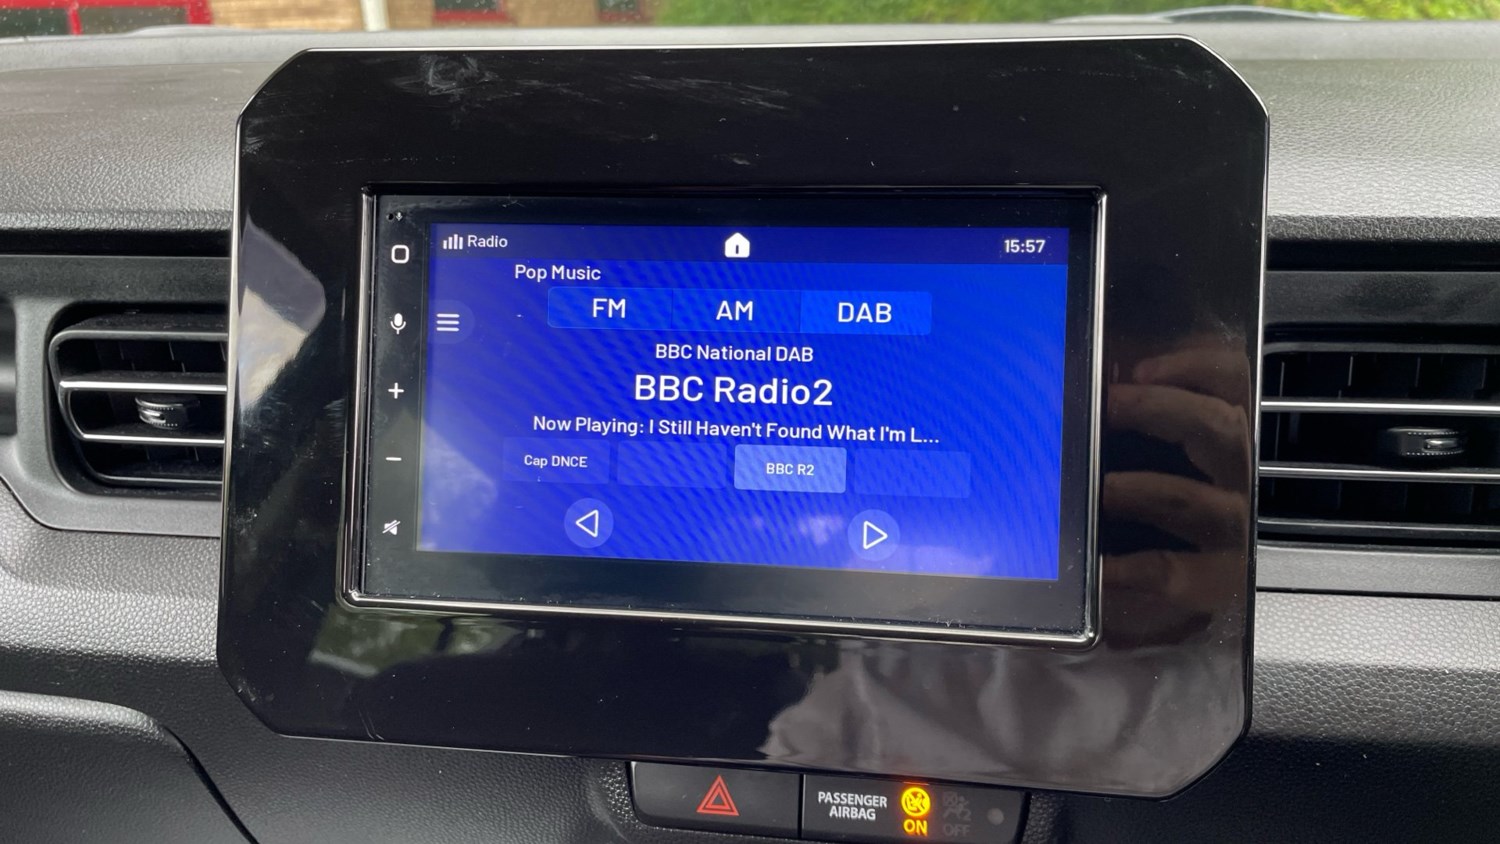 Radio
15:57
Pop Music
FM AM DAB
BBC National DAB
BBC Radio2
Now Playing: I Still Haven't Found What I'm L...
Cap DNCE
BBC R2
PASSENGER
AIRBAG
ON
OFF